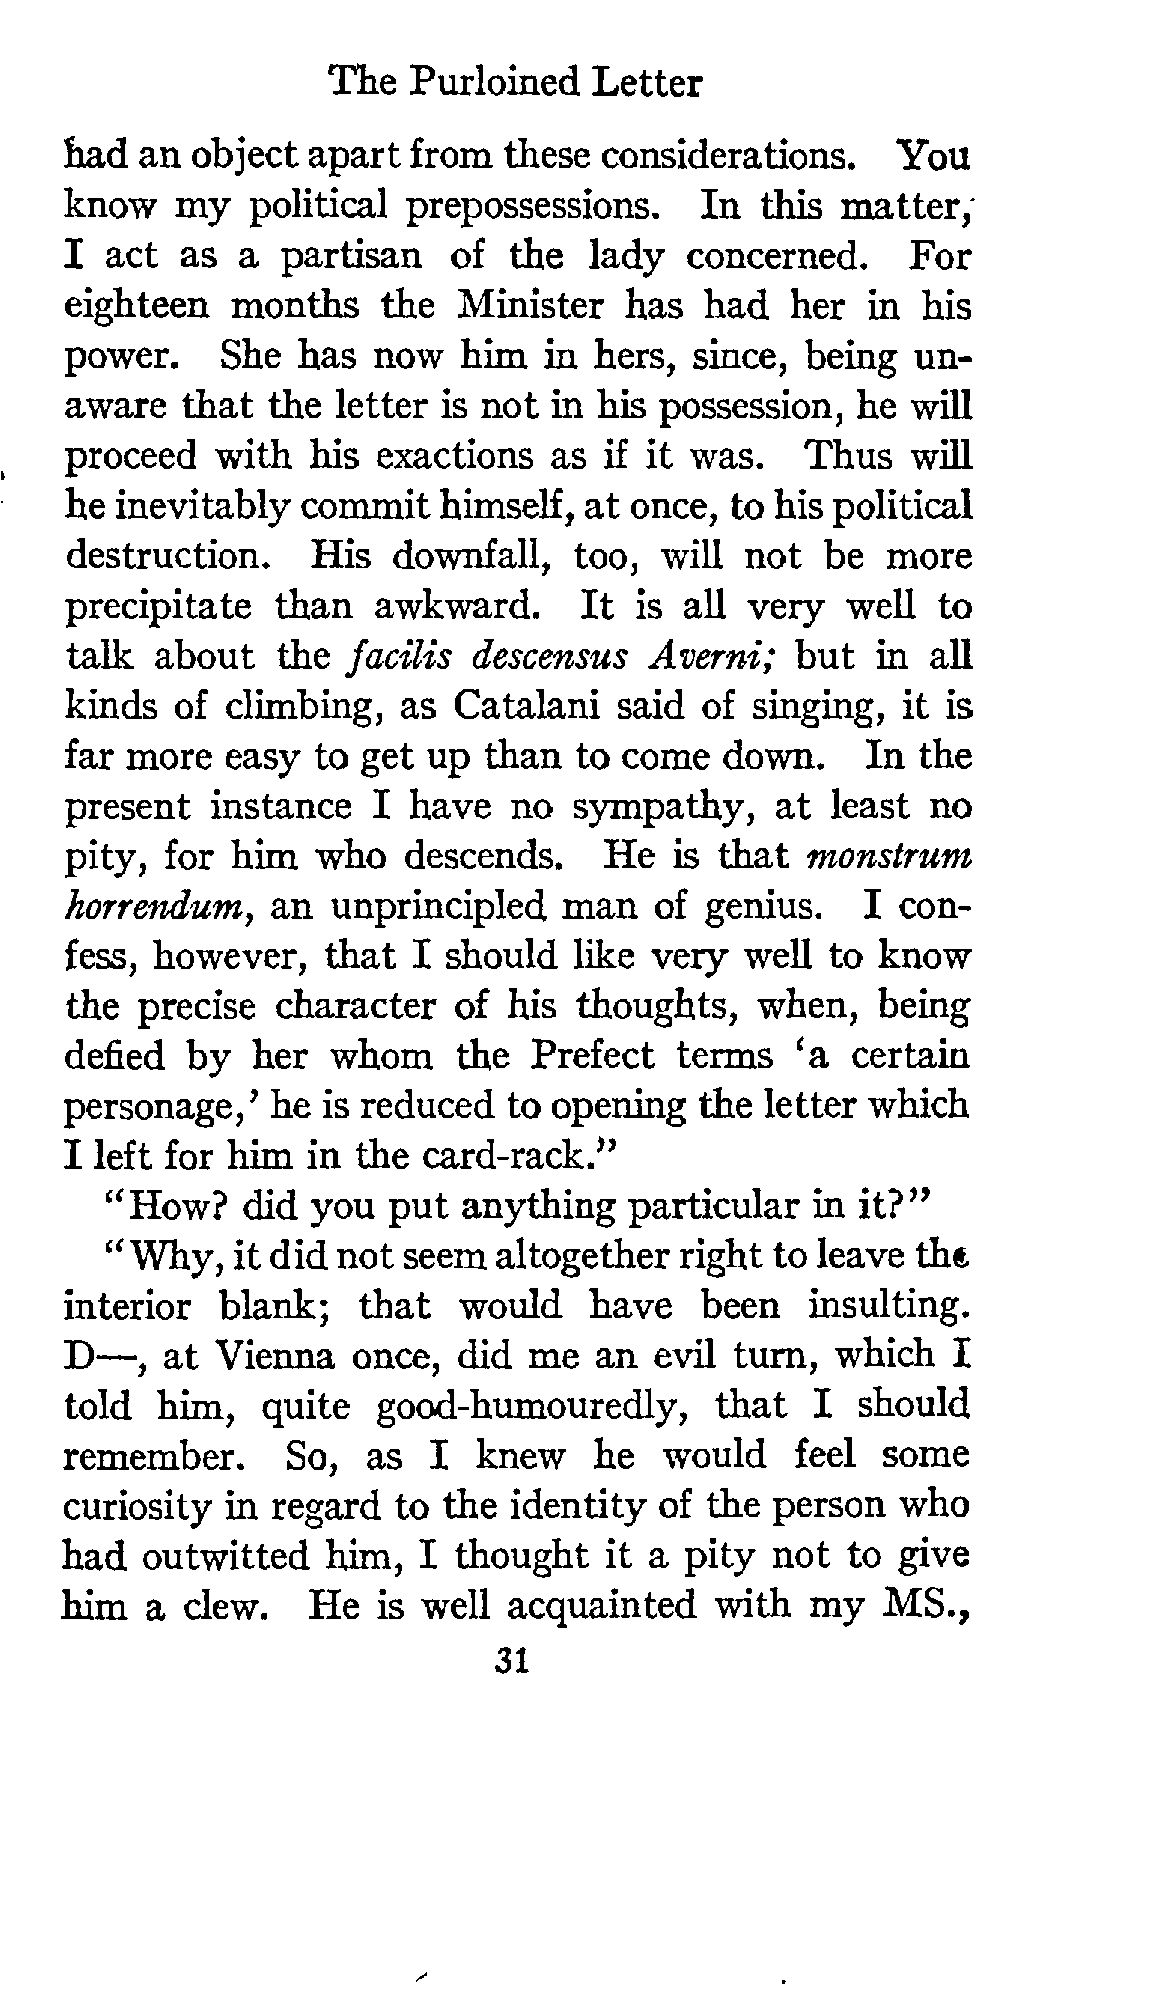 The Purloined Letter
had an object apart from these considerations. You
know my political prepossessions. In this matter,
I act as a partisan of the lady concerned. For
eighteen months the Minister has had her in his
power. She has now him in hers, since, being un-
aware that the letter is not in his possession, he will
proceed with his exactions as if it was. Thus will
he inevitably commit himself, at once, to his political
destruction. His downfall, too, will not be more
precipitate than awkward. It is all very well to
talk about the facilis descensus Averni; but in all
kinds of climbing, as Catalani said of singing, it is
far more easy to get up than to come down. In the
present instance I have no sympathy, at least no
pity, for him who descends. He is that monstrum
horrendum, an unprincipled man of genius. I con-
fess, however, that I should like very well to know
the precise character of his thoughts, when, being
defied by her whom the Prefect terms ‘a certain
personage,’ he is reduced to opening the letter which
I left for him in the card-rack.”
“How? did you put anything particular in it?”
“Why, it did not seem altogether right to leave the
interior blank; that would have been insulting.
D—, at Vienna once, did me an evil turn, which I
told him, quite good-humouredly, that I should
remember. So, as I knew he would feel some
curiosity in regard to the identity of the person who
had outwitted him, I thought it a pity not to give
him a clew. He is well acquainted with my MS.,
31